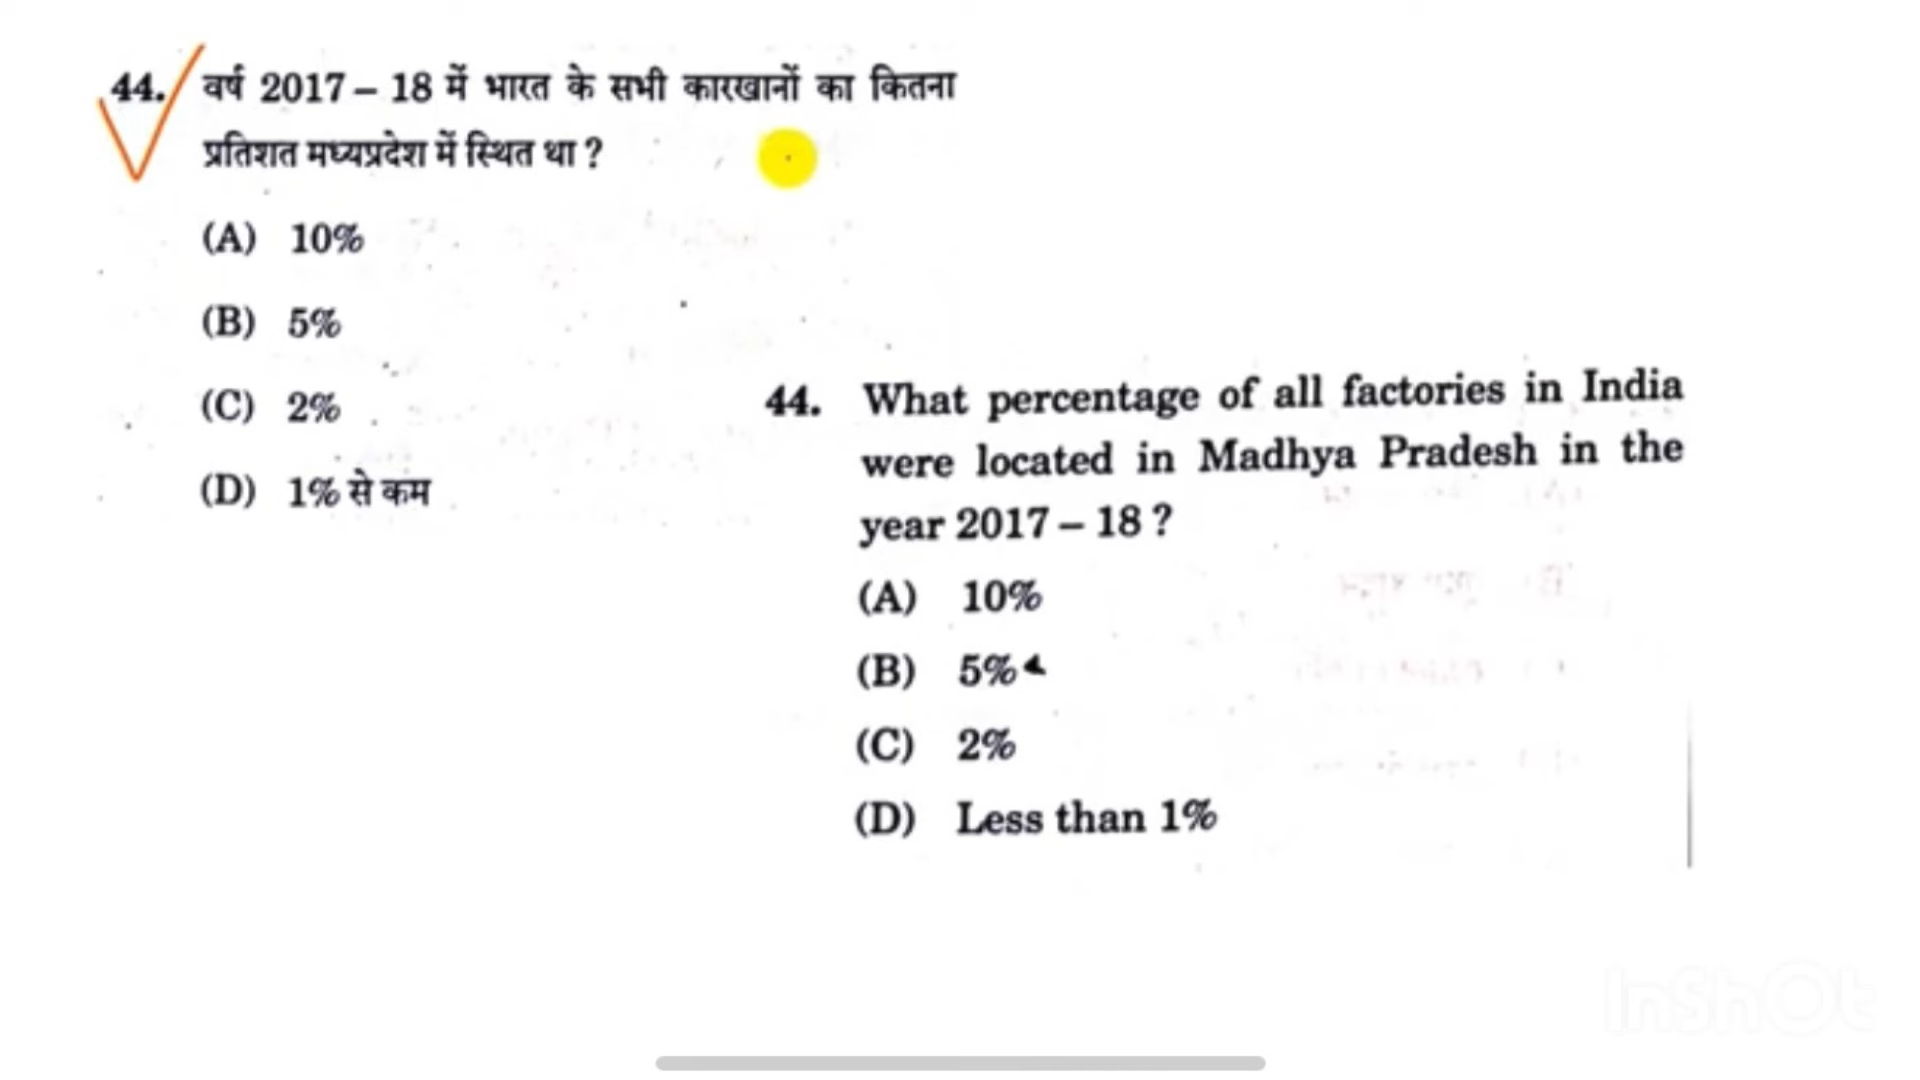 44. वर्ष 2017 – 18 में भारत के सभी कारखानों का कितना
प्रतिशत मध्यप्रदेश में स्थित था ?
(A) 10%
(B) 5%
(C) 2%
(D) 1% से कम
44. What percentage of all factories in India
were located in Madhya Pradesh in the
year 2017 – 18 ?
(A) 10%
(B) 5%
(C) 2%
(D) Less than 1%
InShOt